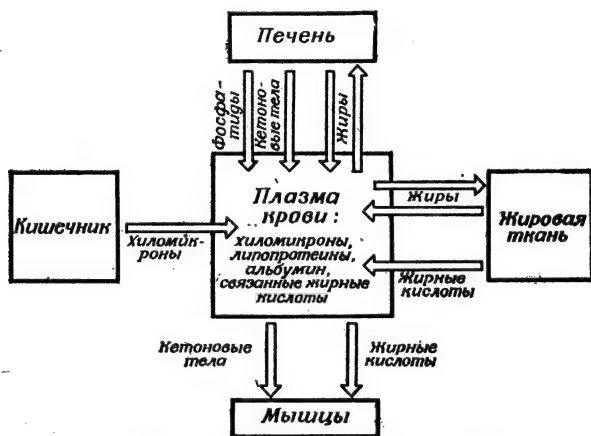 Печень
Фосфа-
тиды
Кетоно-
вые тела
Жиры
Кишечник
Хиломик-
роны
Плазма
крови:
хиломикроны,
липопротеины,
альбумин,
связанные жирные
кислоты
Жиры
Жировая
ткань
Жирные
кислоты
Кетоновые
тела
Жирные
кислоты
Мышцы